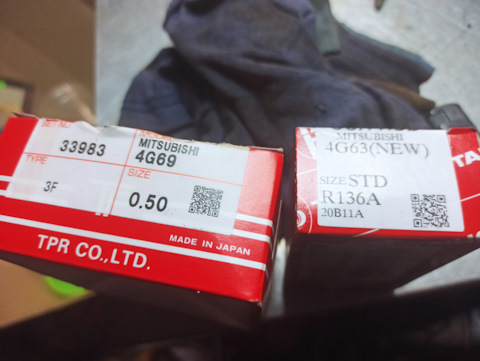 SET NO.
33983
MITSUBISHI
4G69
TYPE
3F
SIZE
0.50
MADE IN JAPAN
TPR CO.,LTD.
MITSUBISHI
4G63(NEW)
SIZE STD
R136A
20B11A
TA